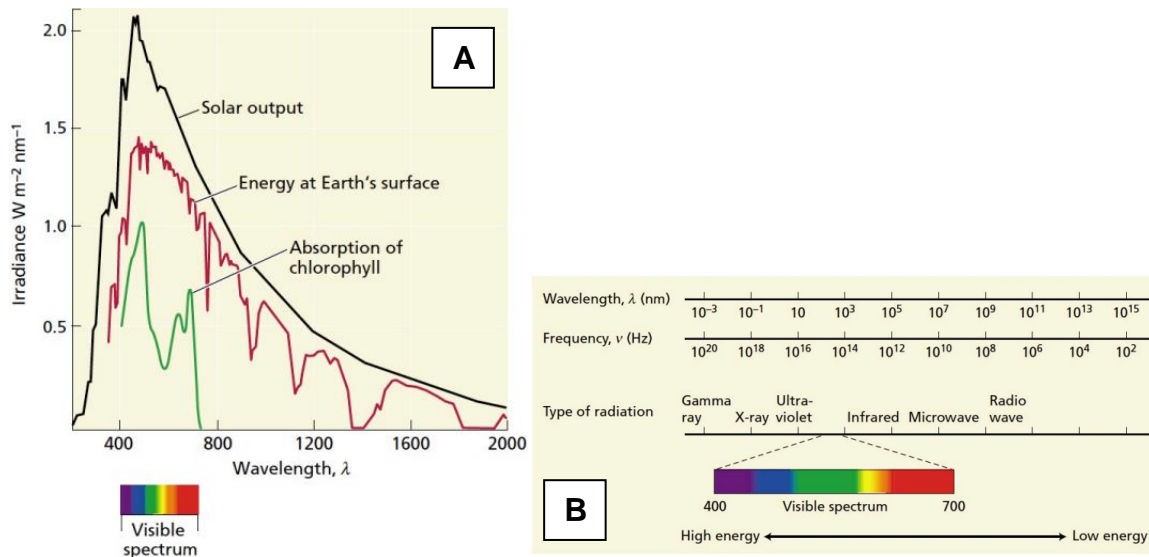 A
2.0
1.5
1.0
0.5
Irradiance W m⁻² nm⁻¹
Solar output
Energy at Earth's surface
Absorption of
chlorophyll
400 800 1200 1600 2000
Wavelength, λ
Visible
spectrum
Wavelength, λ (nm)
10⁻³ 10⁻¹ 10 10³ 10⁵ 10⁷ 10⁹ 10¹¹ 10¹³ 10¹⁵
Frequency, ν (Hz)
10²⁰ 10¹⁸ 10¹⁶ 10¹⁴ 10¹² 10¹⁰ 10⁸ 10⁶ 10⁴ 10²
Type of radiation
Gamma
ray
X-ray
Ultra-
violet
Infrared
Microwave
Radio
wave
400 Visible spectrum 700
B
High energy Low energy